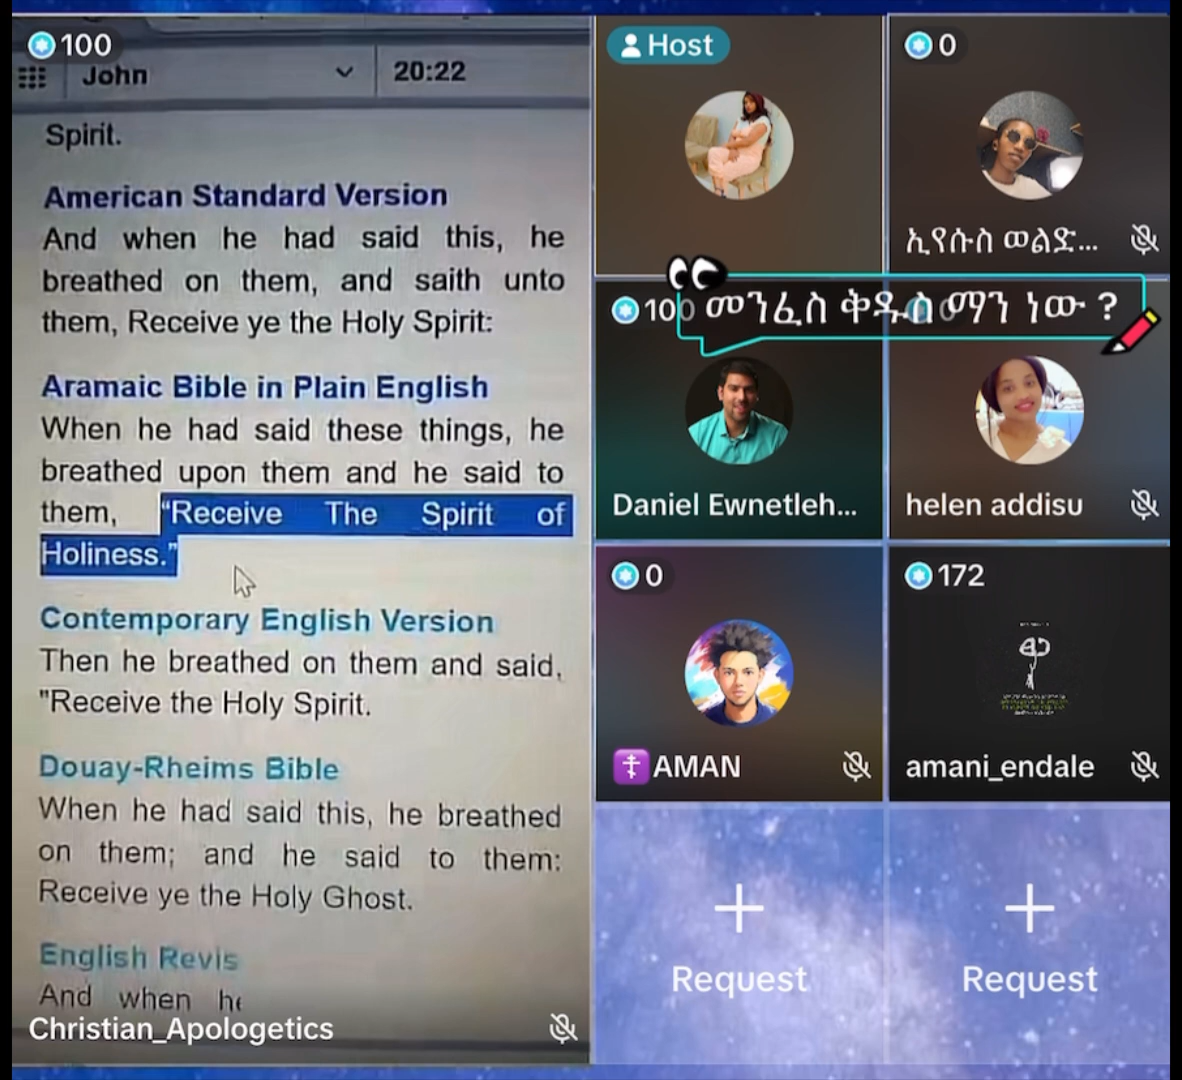 100
John
20:22
Spirit.
American Standard Version
And when he had said this, he
breathed on them, and saith unto
them, Receive ye the Holy Spirit:
Aramaic Bible in Plain English
When he had said these things, he
breathed upon them and he said to
them, “Receive The Spirit of
Holiness.”
Contemporary English Version
Then he breathed on them and said,
"Receive the Holy Spirit.
Douay-Rheims Bible
When he had said this, he breathed
on them; and he said to them:
Receive ye the Holy Ghost.
English Revis
And when he
Christian_Apologetics
Host
0
ኢየሱስ ወልድ...
100
መንፈስ ቅዱስ ማን ነው ?
Daniel Ewnetleh...
helen addisu
0
AMAN
172
amani_endale
Request
Request